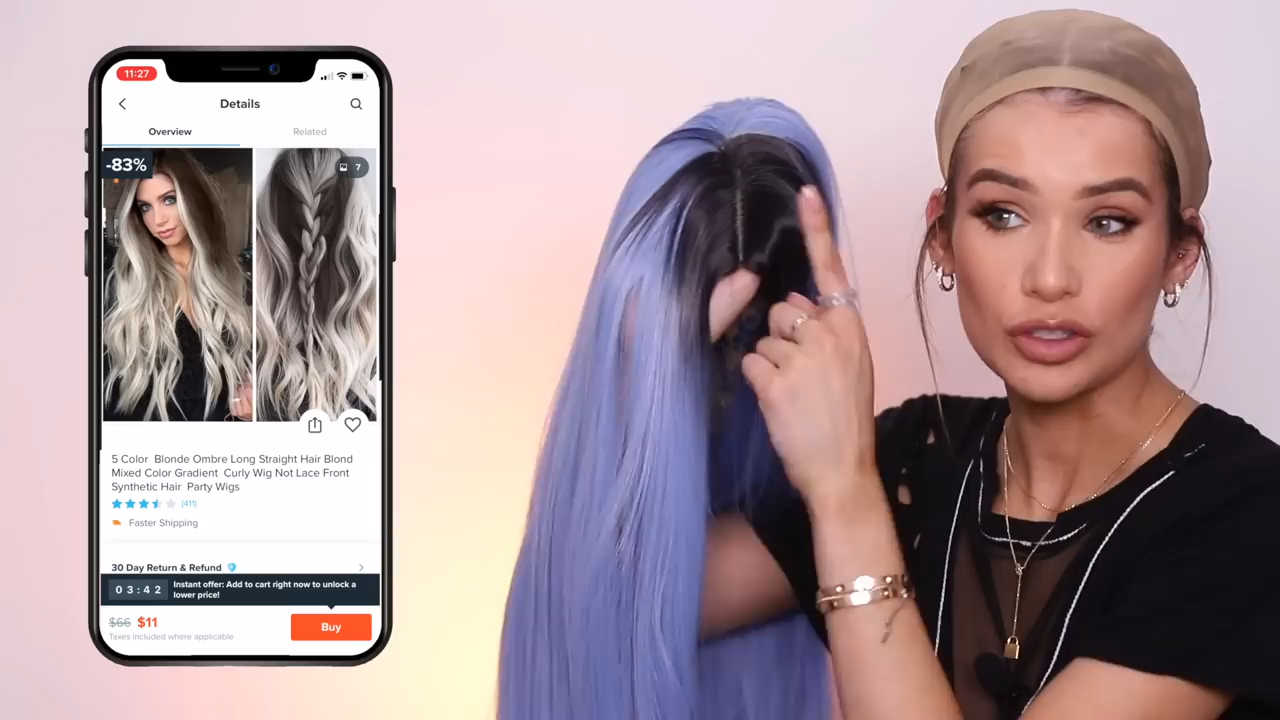 11:27
Details
Overview
Related
-83%
7
5 Color Blonde Ombre Long Straight Hair Blond
Mixed Color Gradient Curly Wig Not Lace Front
Synthetic Hair Party Wigs
(411)
Faster Shipping
30 Day Return & Refund
03:42
Instant offer: Add to cart right now to unlock a
lower price!
$66 $11
Buy
Taxes included where applicable